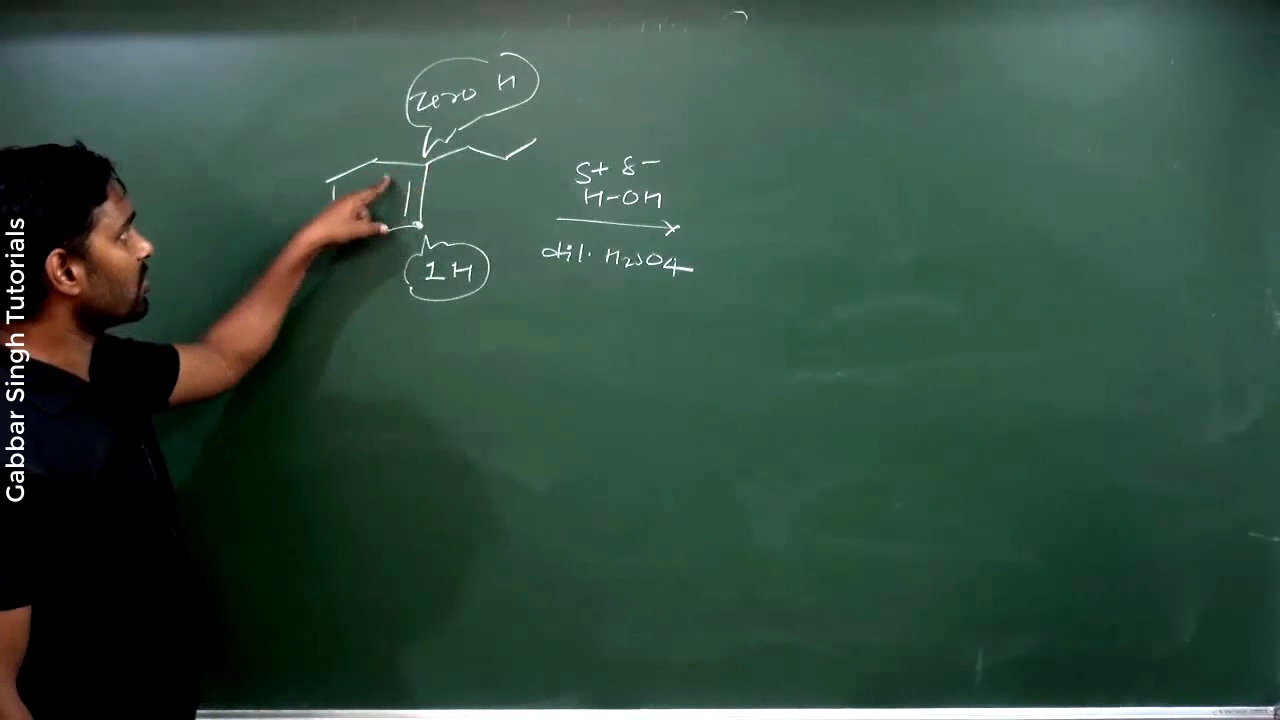 Zero H
δ+ δ-
H-OH
dil. H2SO4
1H
Gabbar Singh Tutorials